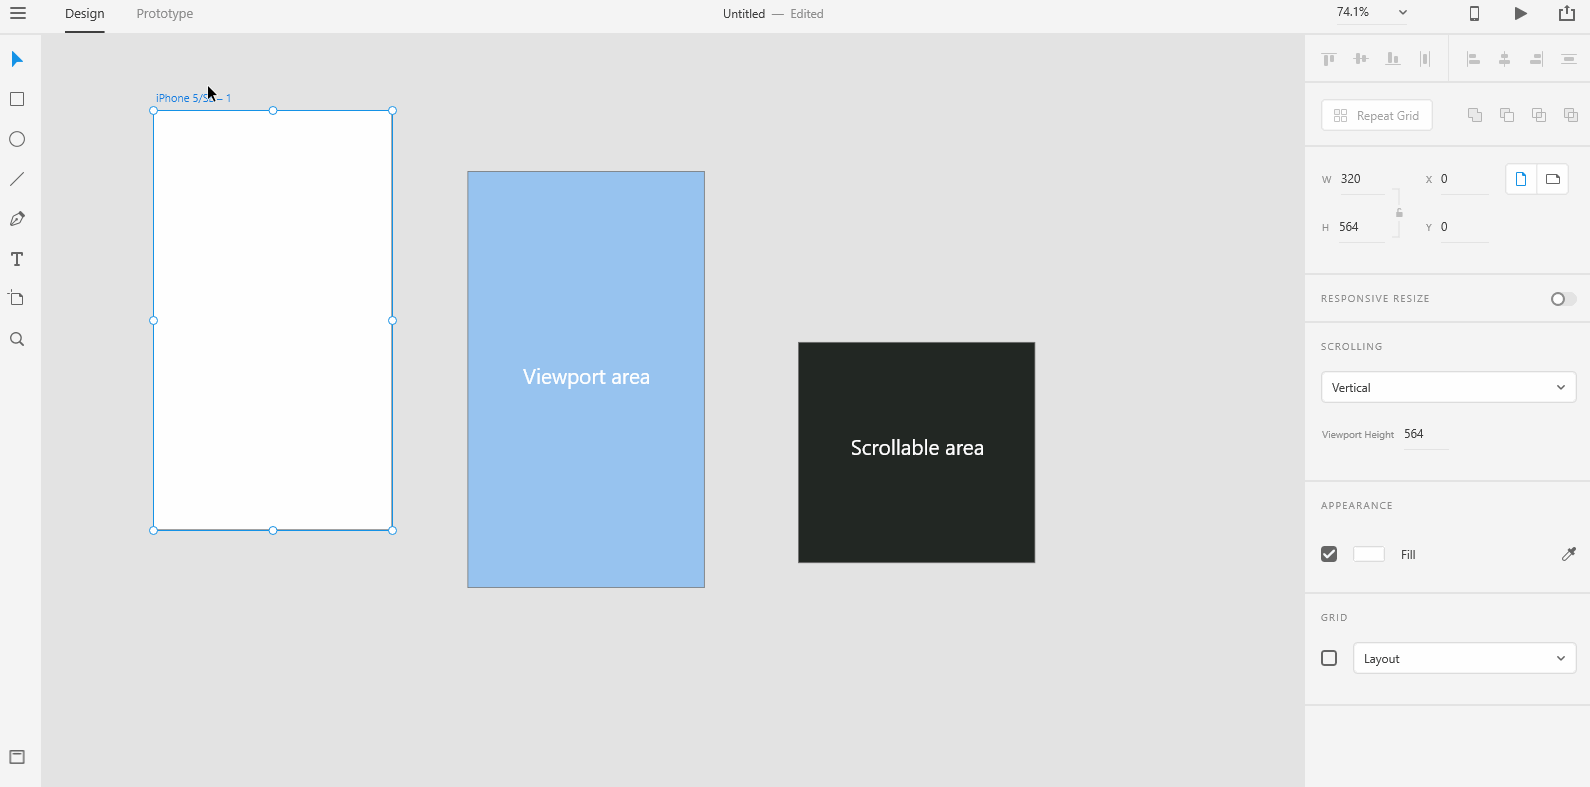 Design Prototype Untitled — Edited 74.1%
iPhone 5/ – 1
Repeat Grid
W 320 X 0
H 564 Y 0
RESPONSIVE RESIZE
SCROLLING
Vertical
Viewport Height 564
Viewport area
Scrollable area
APPEARANCE
Fill
GRID
Layout